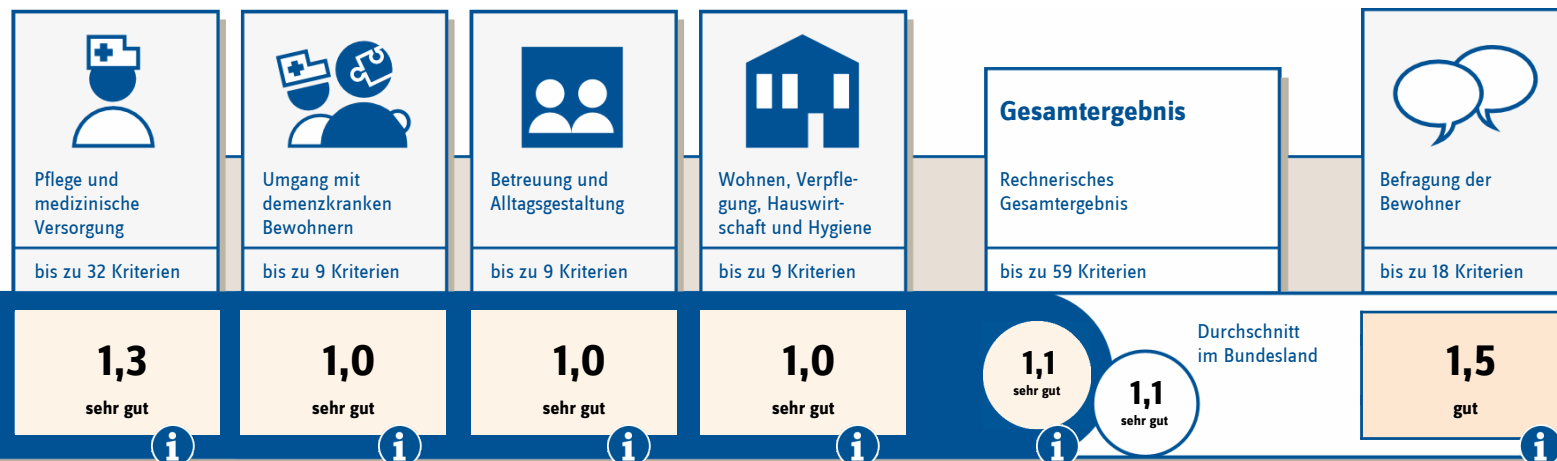 Pflege und
medizinische
Versorgung
bis zu 32 Kriterien
1,3
sehr gut
i
Umgang mit
demenzkranken
Bewohnern
bis zu 9 Kriterien
1,0
sehr gut
i
Betreuung und
Alltagsgestaltung
bis zu 9 Kriterien
1,0
sehr gut
i
Wohnen, Verpfle-
gung, Hauswirt-
schaft und Hygiene
bis zu 9 Kriterien
1,0
sehr gut
i
Gesamtergebnis
Rechnerisches
Gesamtergebnis
bis zu 59 Kriterien
1,1
sehr gut
i
Durchschnitt
im Bundesland
1,1
sehr gut
Befragung der
Bewohner
bis zu 18 Kriterien
1,5
gut
i